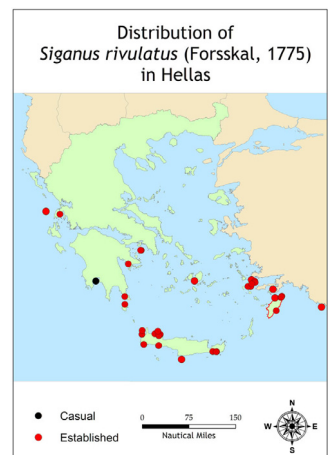 Distribution of
Siganus rivulatus (Forsskal, 1775)
in Hellas
Casual
Established
0 75 150
Nautical Miles
N
W E
S